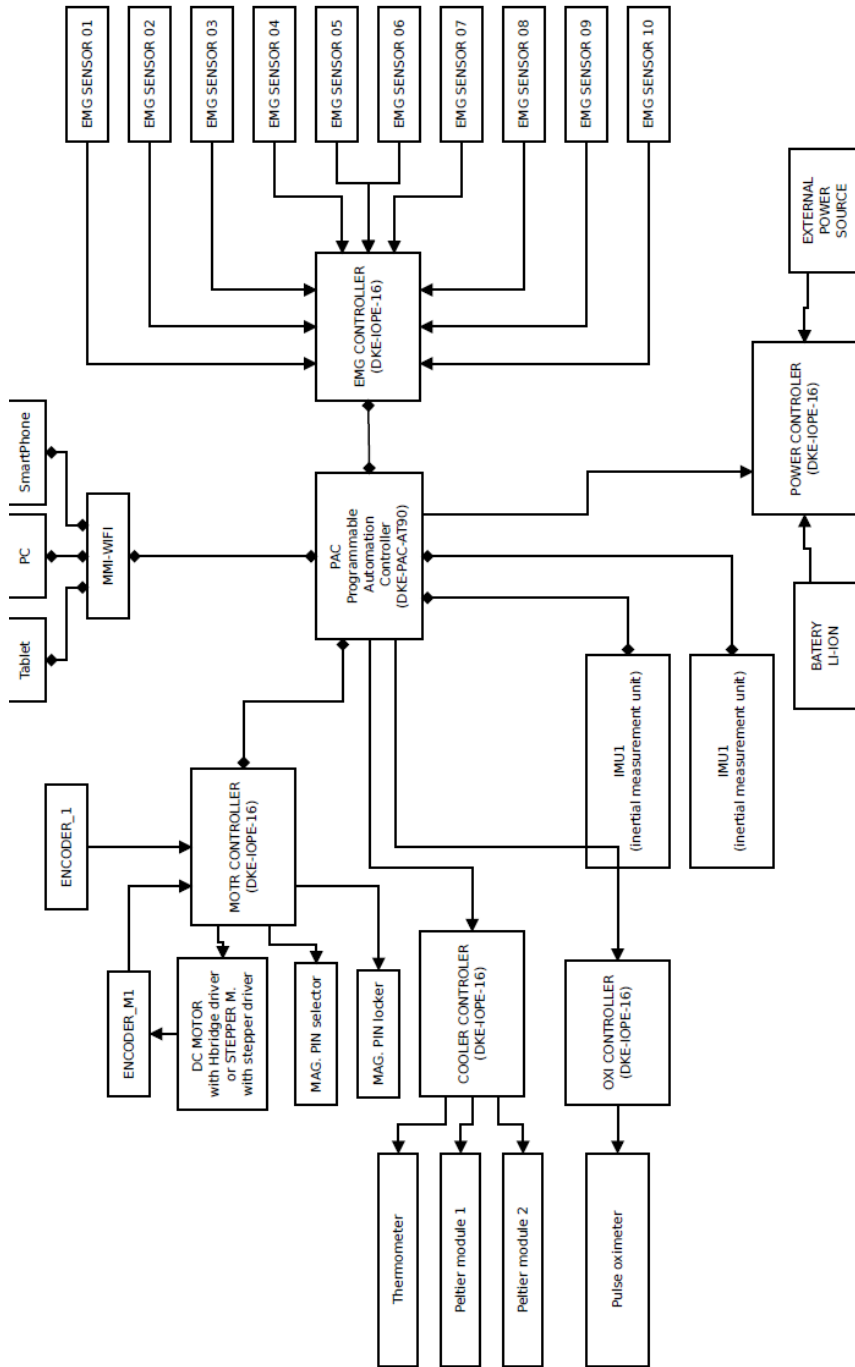 EMG SENSOR 01
EMG SENSOR 02
EMG SENSOR 03
EMG SENSOR 04
EMG SENSOR 05
EMG SENSOR 06
EMG SENSOR 07
EMG SENSOR 08
EMG SENSOR 09
EMG SENSOR 10
EXTERNAL
POWER
SOURCE
EMG CONTROLLER
(DKE-IOPE-16)
POWER CONTROLER
(DKE-IOPE-16)
SmartPhone
PC
Tablet
MMI-WIFI
PAC
Programmable
Automation
Controller
(DKE-PAC-AT90)
BATERY
LI-ION
IMU1
(inertial measurement unit)
IMU1
(inertial measurement unit)
ENCODER_1
MOTR CONTROLLER
(DKE-IOPE-16)
ENCODER_M1
DC MOTOR
with Hbridge driver
or STEPPER M.
with stepper driver
MAG. PIN selector
MAG. PIN locker
COOLER CONTROLER
(DKE-IOPE-16)
OXI CONTROLLER
(DKE-IOPE-16)
Thermometer
Peltier module 1
Peltier module 2
Pulse oximeter